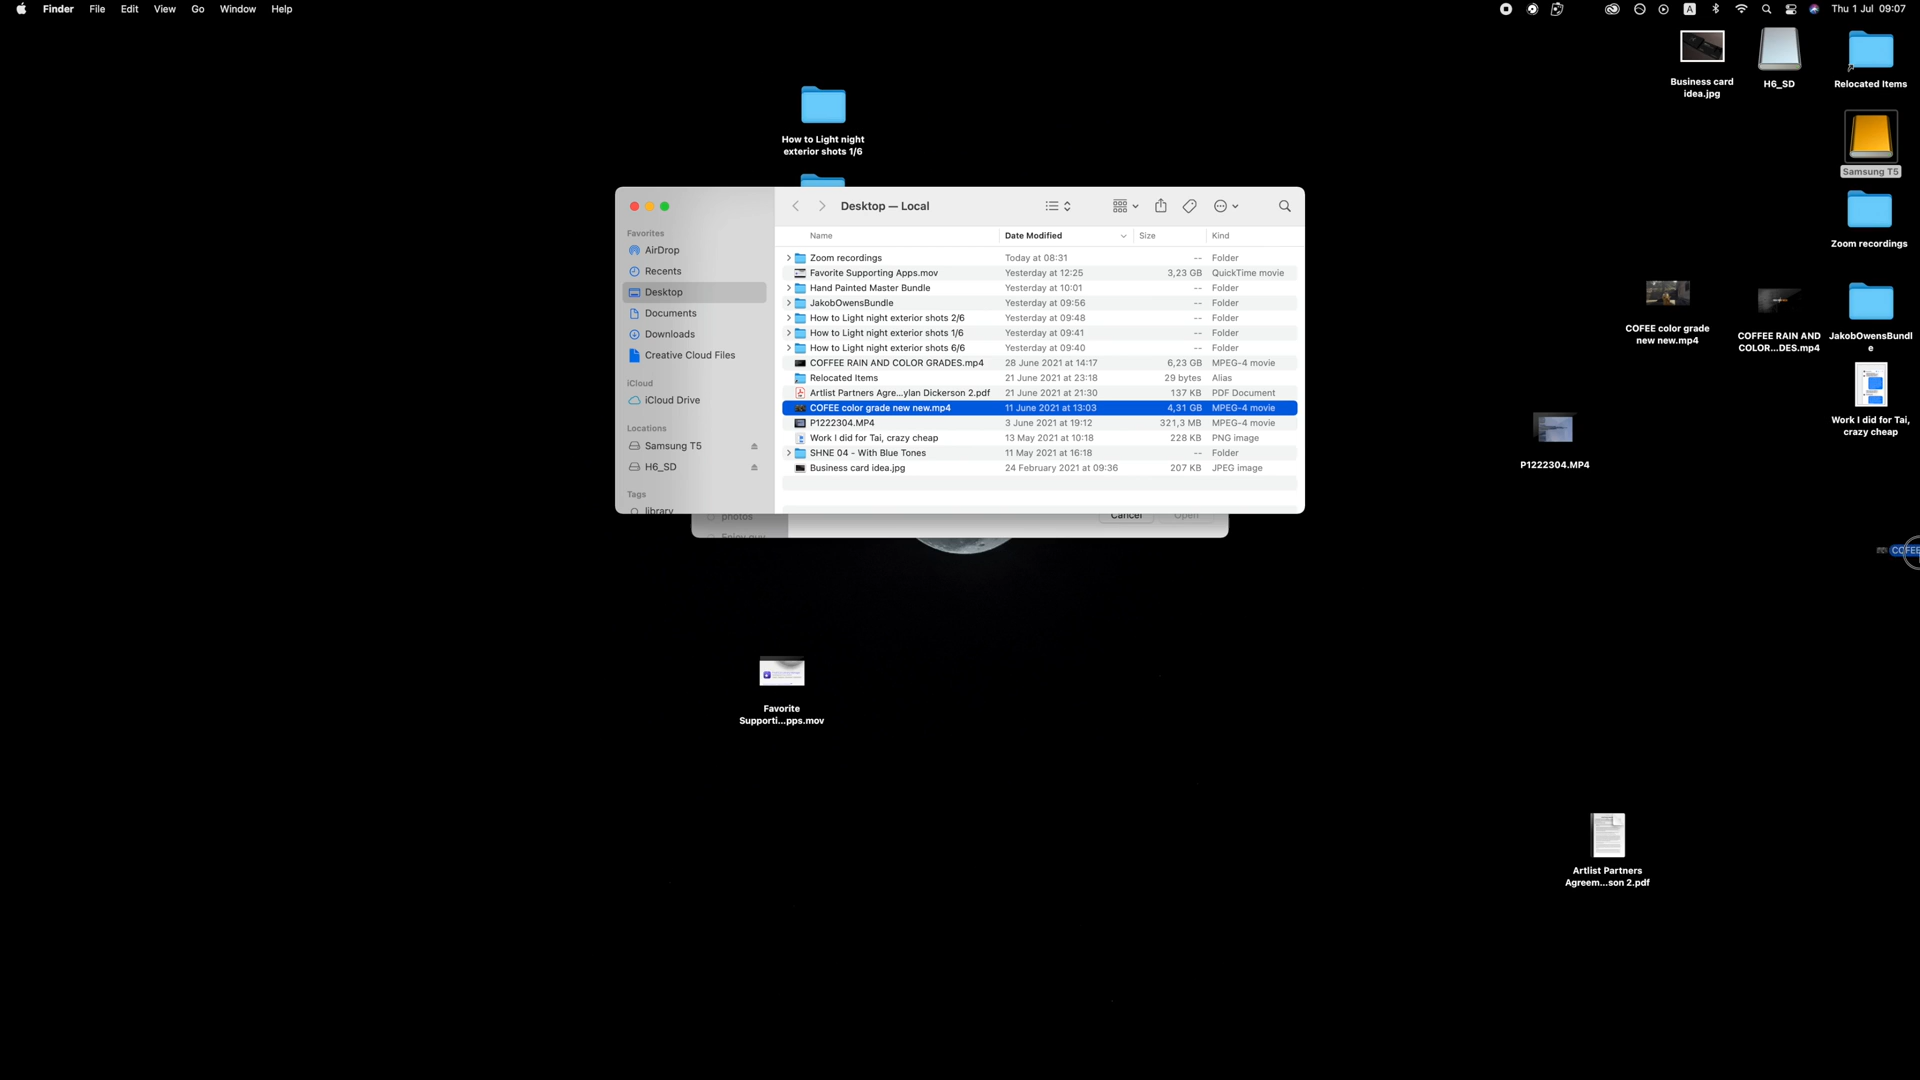 Finder File Edit View Go Window Help
A Thu 1 Jul 09:07
Business card
idea.jpg
H6_SD
Relocated Items
How to Light night
exterior shots 1/6
Samsung T5
Zoom recordings
COFEE color grade
new new.mp4
COFFEE RAIN AND
COLOR...DES.mp4
JakobOwensBundl
e
Work I did for Tai,
crazy cheap
P1222304.MP4
COFEE
Desktop — Local
Favorites
AirDrop
Recents
Desktop
Documents
Downloads
Creative Cloud Files
iCloud
iCloud Drive
Locations
Samsung T5
H6_SD
Tags
library
Name Date Modified Size Kind
Zoom recordings Today at 08:31 -- Folder
Favorite Supporting Apps.mov Yesterday at 12:25 3,23 GB QuickTime movie
Hand Painted Master Bundle Yesterday at 10:01 -- Folder
JakobOwensBundle Yesterday at 09:56 -- Folder
How to Light night exterior shots 2/6 Yesterday at 09:48 -- Folder
How to Light night exterior shots 1/6 Yesterday at 09:41 -- Folder
How to Light night exterior shots 6/6 Yesterday at 09:40 -- Folder
COFFEE RAIN AND COLOR GRADES.mp4 28 June 2021 at 14:17 6,23 GB MPEG-4 movie
Relocated Items 21 June 2021 at 23:18 29 bytes Alias
Artlist Partners Agre...ylan Dickerson 2.pdf 21 June 2021 at 21:30 137 KB PDF Document
COFEE color grade new new.mp4 11 June 2021 at 13:03 4,31 GB MPEG-4 movie
P1222304.MP4 3 June 2021 at 19:12 321,3 MB MPEG-4 movie
Work I did for Tai, crazy cheap 13 May 2021 at 10:18 228 KB PNG image
SHNE 04 - With Blue Tones 11 May 2021 at 16:18 -- Folder
Business card idea.jpg 24 February 2021 at 09:36 207 KB JPEG image
photos
Cancel Open
Favorite
Supporti...pps.mov
Artlist Partners
Agreem...son 2.pdf